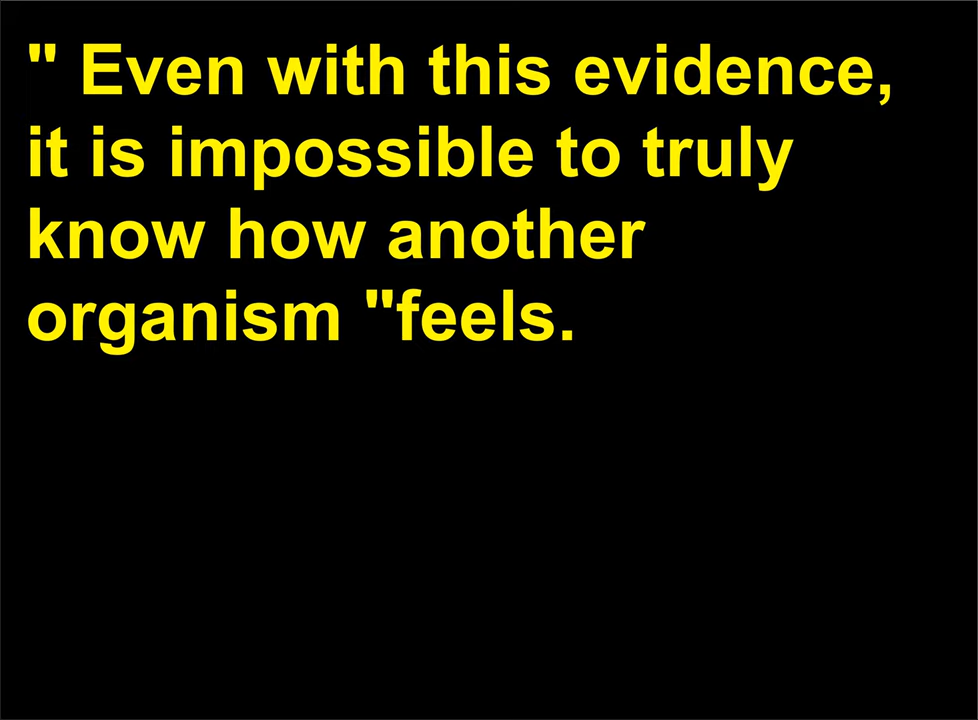 " Even with this evidence,
it is impossible to truly
know how another
organism "feels.